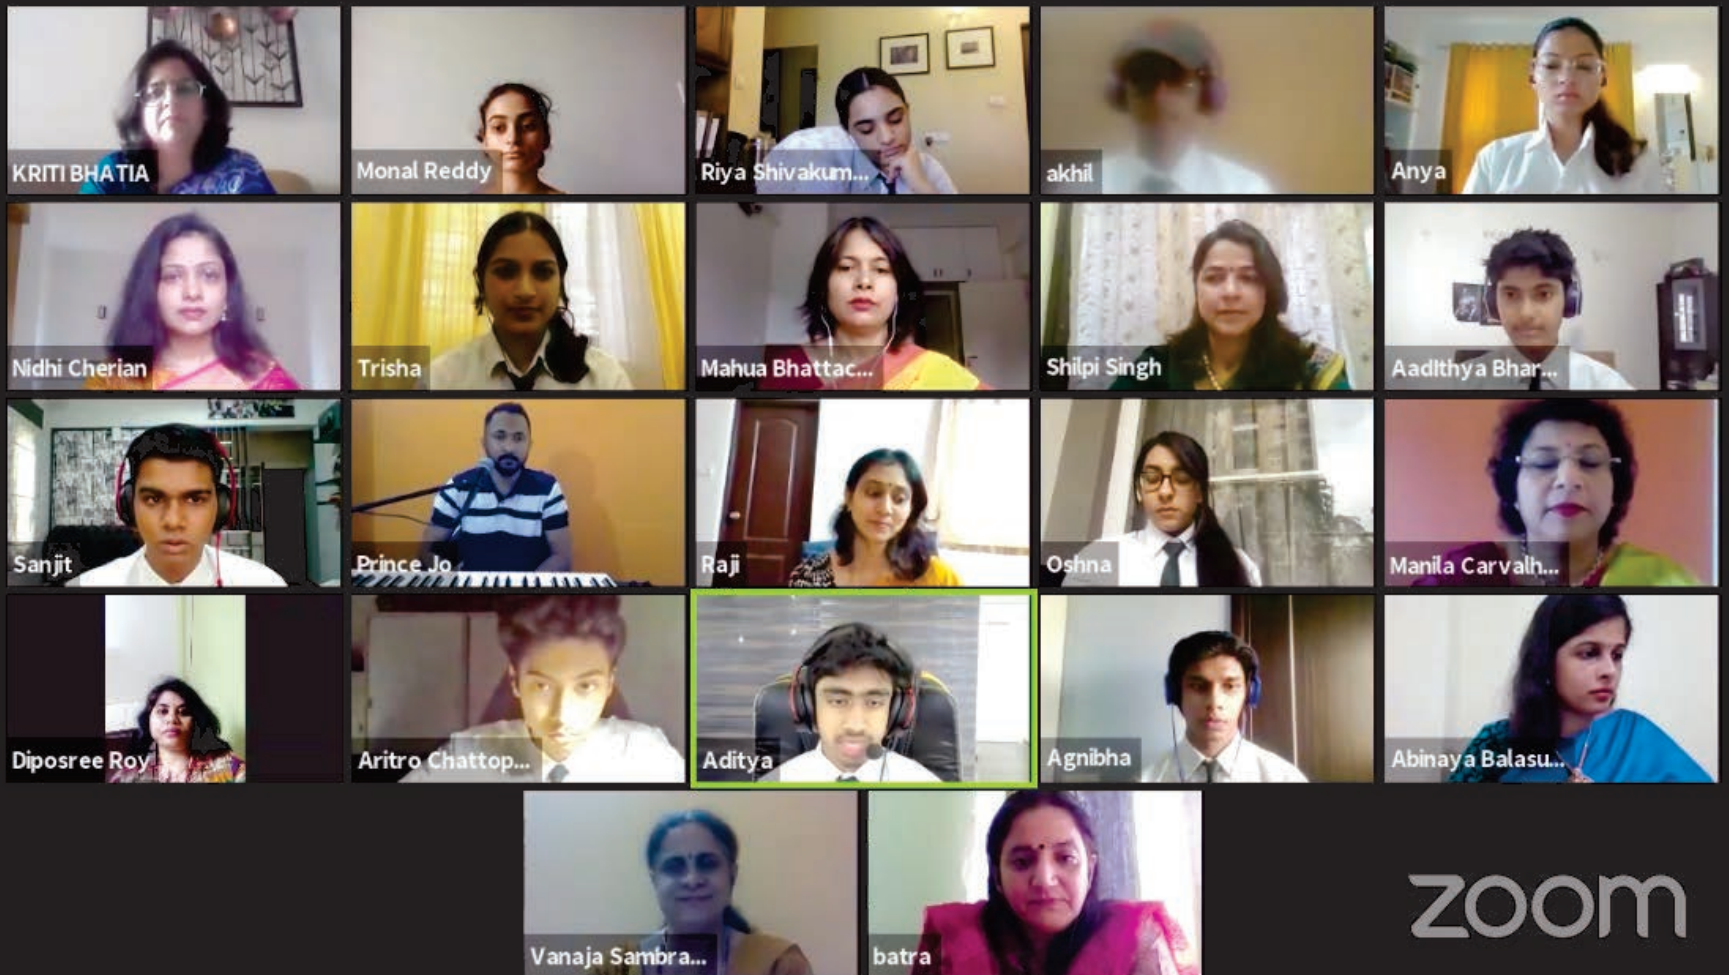 KRITI BHATIA
Monal Reddy
Riya Shivakum...
akhil
Anya
Nidhi Cherian
Trisha
Mahua Bhattac...
Shilpi Singh
AadIthya Bhar...
Sanjit
Prince Jo
Raji
Oshna
Manila Carvalh...
Diposree Roy
Aritro Chattop...
Aditya
Agnibha
Abinaya Balasu...
Vanaja Sambra...
batra
zoom